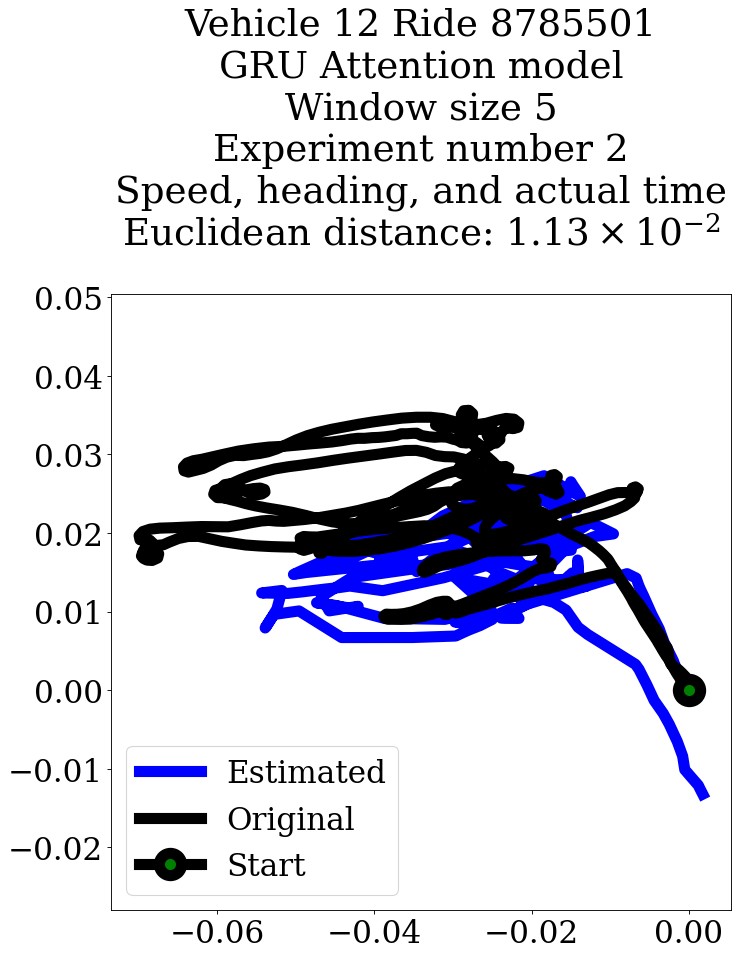 Vehicle 12 Ride 8785501
GRU Attention model
Window size 5
Experiment number 2
Speed, heading, and actual time
Euclidean distance: 1.13 × 10⁻²
0.05
0.04
0.03
0.02
0.01
0.00
−0.01
−0.02
Estimated
Original
Start
−0.06 −0.04 −0.02 0.00